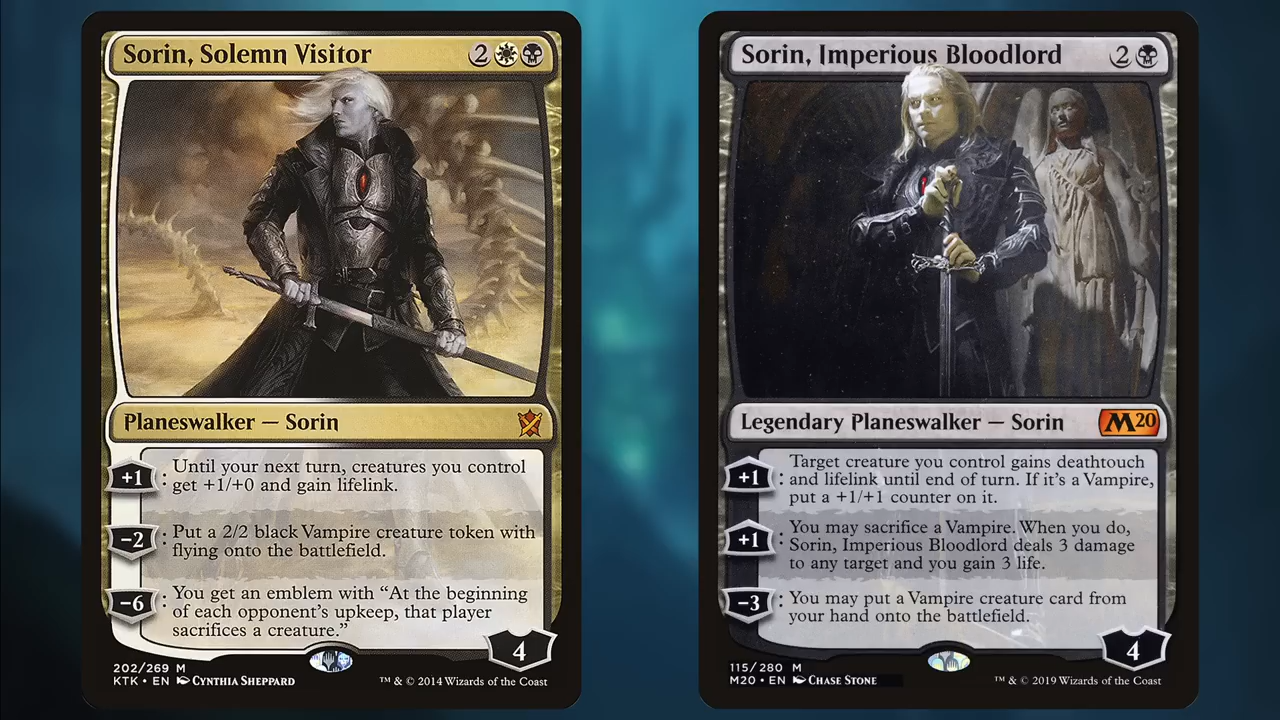 Sorin, Solemn Visitor
2
Planeswalker — Sorin
+1 : Until your next turn, creatures you control
get +1/+0 and gain lifelink.
−2 : Put a 2/2 black Vampire creature token with
flying onto the battlefield.
−6 : You get an emblem with “At the beginning
of each opponent’s upkeep, that player
sacrifices a creature.”
4
202/269 M
KTK • EN Cynthia Sheppard
™ & © 2014 Wizards of the Coast
Sorin, Imperious Bloodlord
2
Legendary Planeswalker — Sorin
M20
+1 : Target creature you control gains deathtouch
and lifelink until end of turn. If it’s a Vampire,
put a +1/+1 counter on it.
+1 : You may sacrifice a Vampire. When you do,
Sorin, Imperious Bloodlord deals 3 damage
to any target and you gain 3 life.
−3 : You may put a Vampire creature card from
your hand onto the battlefield.
4
115/280 M
M20 • EN Chase Stone
™ & © 2019 Wizards of the Coast